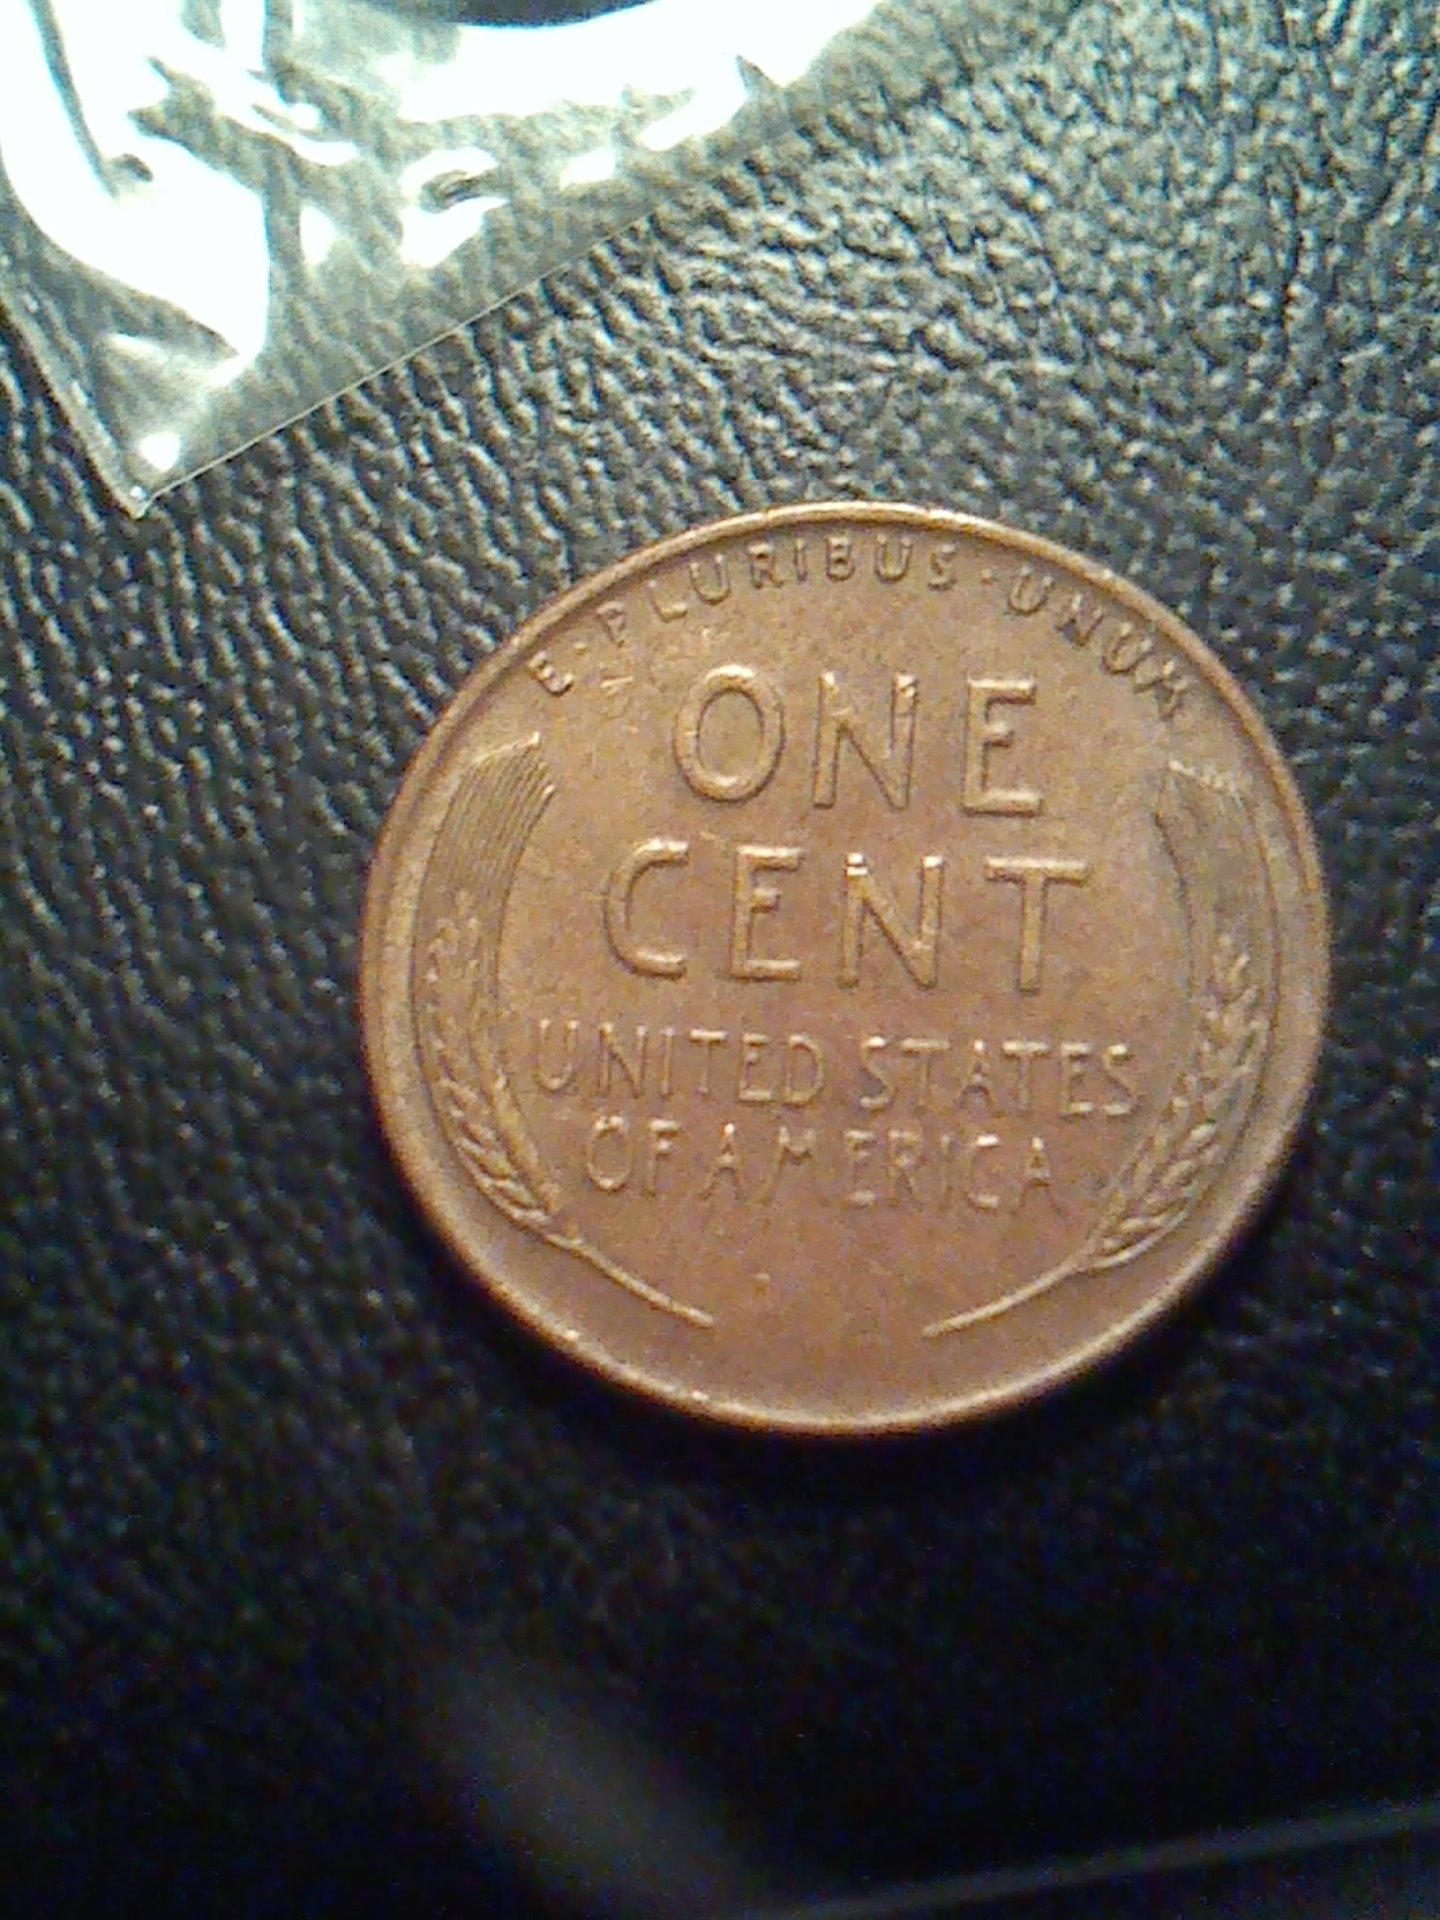 E · PLURIBUS · UNUM
ONE
CENT
UNITED STATES
OF AMERICA